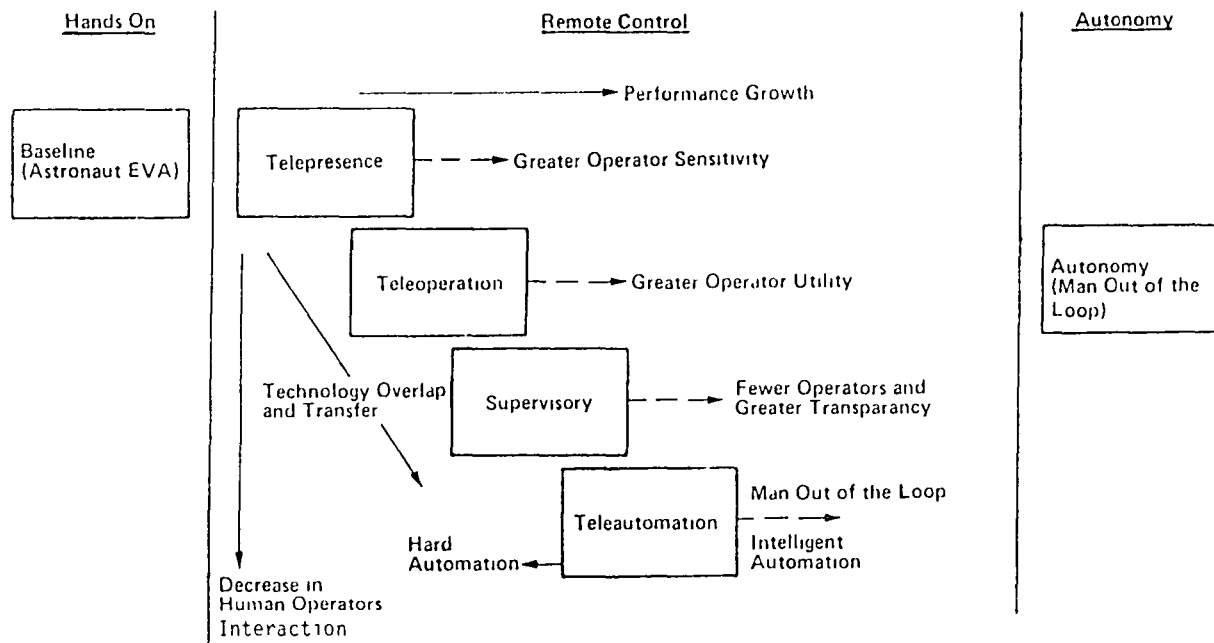 Hands On
Remote Control
Autonomy
Performance Growth
Baseline
(Astronaut EVA)
Telepresence
Greater Operator Sensitivity
Teleoperation
Greater Operator Utility
Autonomy
(Man Out of the
Loop)
Technology Overlap
and Transfer
Supervisory
Fewer Operators and
Greater Transparancy
Teleautomation
Man Out of the Loop
Intelligent
Automation
Hard
Automation
Decrease in
Human Operators
Interaction